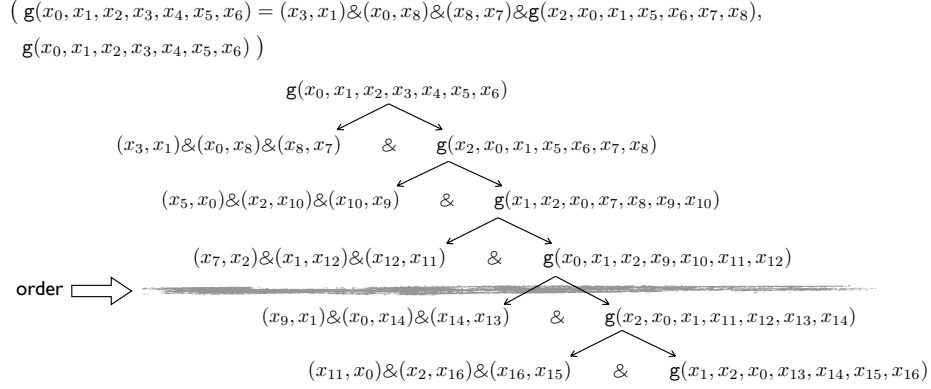 ( g(x₀, x₁, x₂, x₃, x₄, x₅, x₆) = (x₃, x₁)&(x₀, x₈)&(x₈, x₇)&g(x₂, x₀, x₁, x₅, x₆, x₇, x₈),
g(x₀, x₁, x₂, x₃, x₄, x₅, x₆) )
g(x₀, x₁, x₂, x₃, x₄, x₅, x₆)
(x₃, x₁)&(x₀, x₈)&(x₈, x₇) & g(x₂, x₀, x₁, x₅, x₆, x₇, x₈)
(x₅, x₀)&(x₂, x₁₀)&(x₁₀, x₉) & g(x₁, x₂, x₀, x₇, x₈, x₉, x₁₀)
(x₇, x₂)&(x₁, x₁₂)&(x₁₂, x₁₁) & g(x₀, x₁, x₂, x₉, x₁₀, x₁₁, x₁₂)
order
(x₉, x₁)&(x₀, x₁₄)&(x₁₄, x₁₃) & g(x₂, x₀, x₁, x₁₁, x₁₂, x₁₃, x₁₄)
(x₁₁, x₀)&(x₂, x₁₆)&(x₁₆, x₁₅) & g(x₁, x₂, x₀, x₁₃, x₁₄, x₁₅, x₁₆)